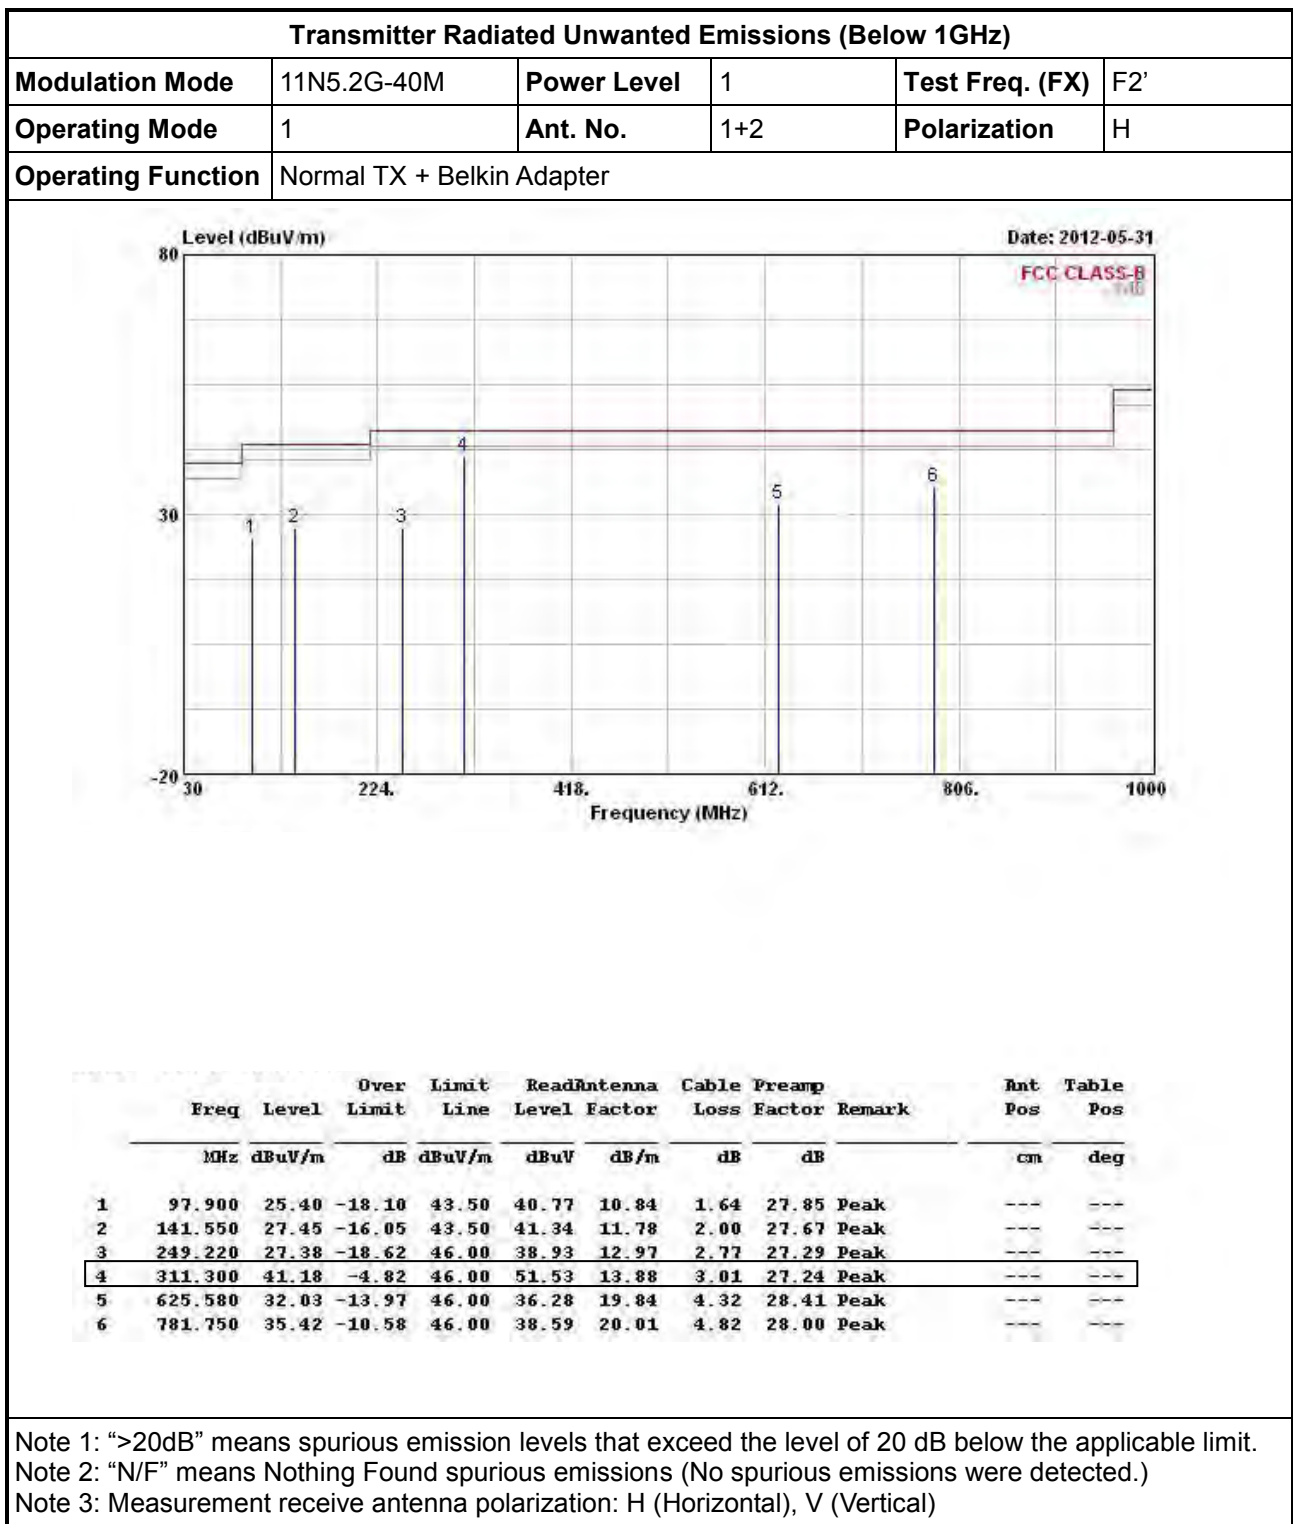 Transmitter Radiated Unwanted Emissions (Below 1GHz)
Modulation Mode 11N5.2G-40M Power Level 1 Test Freq. (FX) F2’
Operating Mode 1 Ant. No. 1+2 Polarization H
Operating Function Normal TX + Belkin Adapter
Level (dBuV/m) Date: 2012-05-31
80
FCC CLASS-B
4
6
5
30
1 2 3
-20
30 224. 418. 612. 806. 1000
Frequency (MHz)
Over Limit ReadAntenna Cable Preamp Ant Table
Freq Level Limit Line Level Factor Loss Factor Remark Pos Pos
MHz dBuV/m dB dBuV/m dBuV dB/m dB dB cm deg
1 97.900 25.40 -18.10 43.50 40.77 10.84 1.64 27.85 Peak --- ---
2 141.550 27.45 -16.05 43.50 41.34 11.78 2.00 27.67 Peak --- ---
3 249.220 27.38 -18.62 46.00 38.93 12.97 2.77 27.29 Peak --- ---
4 311.300 41.18 -4.82 46.00 51.53 13.88 3.01 27.24 Peak --- ---
5 625.580 32.03 -13.97 46.00 36.28 19.84 4.32 28.41 Peak --- ---
6 781.750 35.42 -10.58 46.00 38.59 20.01 4.82 28.00 Peak --- ---
Note 1: “>20dB” means spurious emission levels that exceed the level of 20 dB below the applicable limit.
Note 2: “N/F” means Nothing Found spurious emissions (No spurious emissions were detected.)
Note 3: Measurement receive antenna polarization: H (Horizontal), V (Vertical)